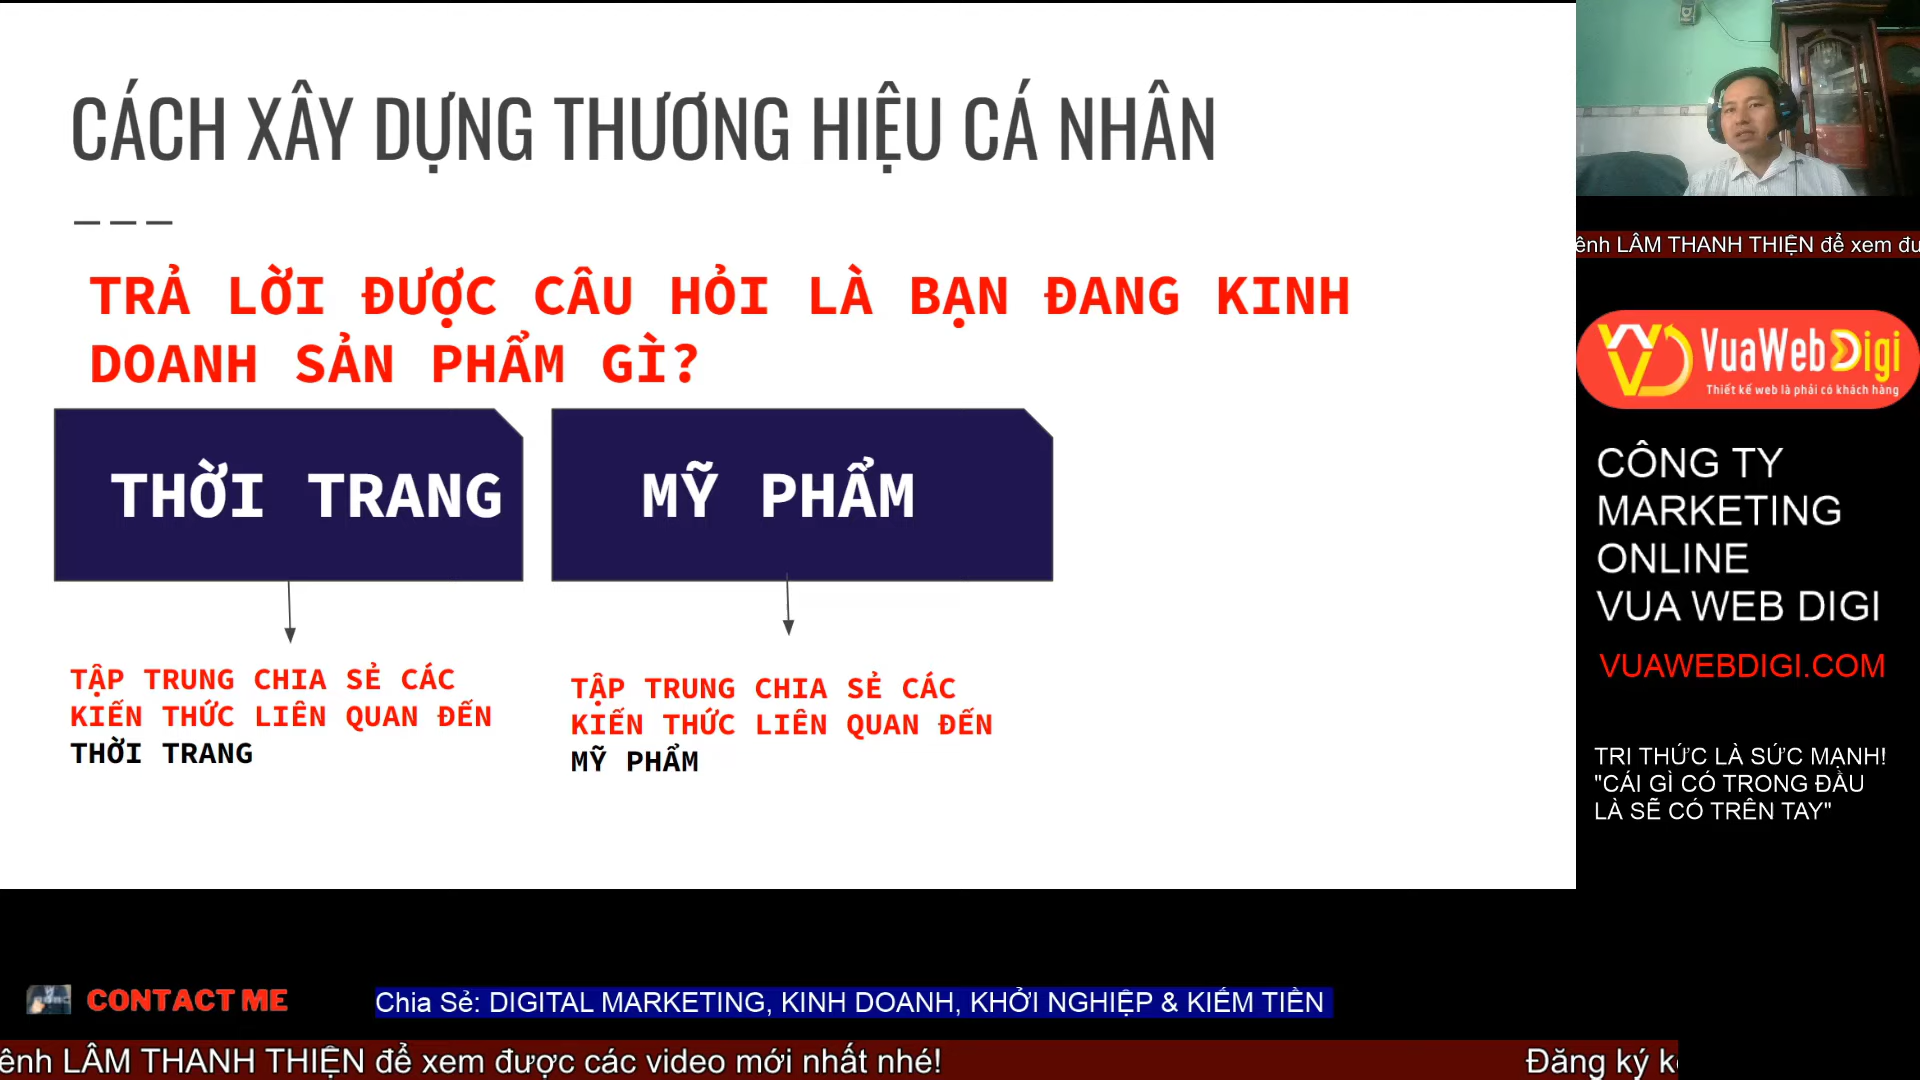 CÁCH XÂY DỰNG THƯƠNG HIỆU CÁ NHÂN
TRẢ LỜI ĐƯỢC CÂU HỎI LÀ BẠN ĐANG KINH
DOANH SẢN PHẨM GÌ?
THỜI TRANG
MỸ PHẨM
TẬP TRUNG CHIA SẺ CÁC
KIẾN THỨC LIÊN QUAN ĐẾN
THỜI TRANG
TẬP TRUNG CHIA SẺ CÁC
KIẾN THỨC LIÊN QUAN ĐẾN
MỸ PHẨM
ênh LÂM THANH THIỆN để xem đư
VuaWeb Digi
Thiết kế web là phải có khách hàng
CÔNG TY
MARKETING
ONLINE
VUA WEB DIGI
VUAWEBDIGI.COM
TRI THỨC LÀ SỨC MẠNH!
"CÁI GÌ CÓ TRONG ĐẦU
LÀ SẼ CÓ TRÊN TAY"
CONTACT ME
Chia Sẻ: DIGITAL MARKETING, KINH DOANH, KHỞI NGHIỆP & KIẾM TIỀN
ênh LÂM THANH THIỆN để xem được các video mới nhất nhé!
Đăng ký k